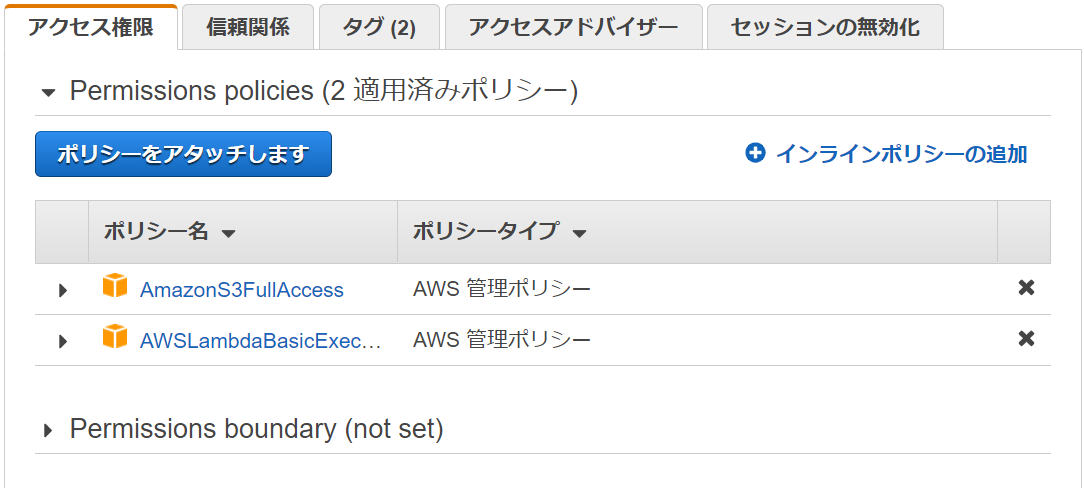 アクセス権限 信頼関係 タグ (2) アクセスアドバイザー セッションの無効化
Permissions policies (2 適用済みポリシー)
ポリシーをアタッチします インラインポリシーの追加
ポリシー名 ポリシータイプ
AmazonS3FullAccess AWS 管理ポリシー
AWSLambdaBasicExec… AWS 管理ポリシー
Permissions boundary (not set)